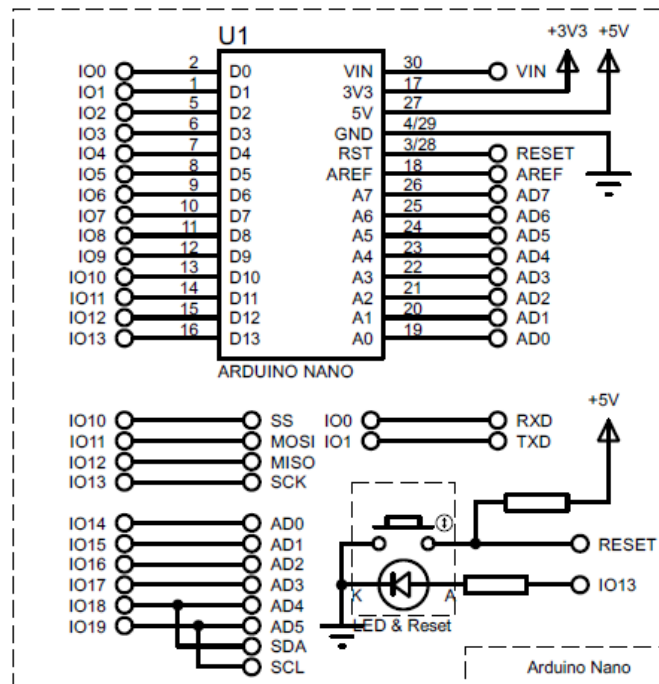 U1
+3V3 +5V
IO0 2 D0 VIN 30 VIN
IO1 1 D1 3V3 17
IO2 5 D2 5V 27
IO3 6 D3 GND 4/29
IO4 7 D4 RST 3/28 RESET
IO5 8 D5 AREF 18 AREF
IO6 9 D6 A7 26 AD7
IO7 10 D7 A6 25 AD6
IO8 11 D8 A5 24 AD5
IO9 12 D9 A4 23 AD4
IO10 13 D10 A3 22 AD3
IO11 14 D11 A2 21 AD2
IO12 15 D12 A1 20 AD1
IO13 16 D13 A0 19 AD0
ARDUINO NANO
+5V
IO10 SS IO0 RXD
IO11 MOSI IO1 TXD
IO12 MISO
IO13 SCK
IO14 AD0
IO15 AD1 RESET
IO16 AD2
IO17 AD3 K A IO13
IO18 AD4
IO19 AD5 LED & Reset
SDA
SCL Arduino Nano